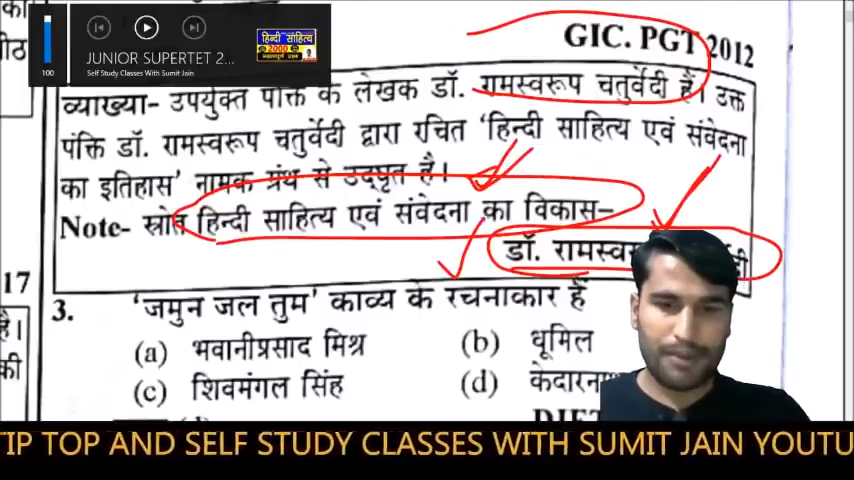 JUNIOR SUPERTET 2...
Self Study Classes With Sumit Jain
100
हिन्दी साहित्य
2000
GIC. PGT 2012
व्याख्या- उपर्युक्त पंक्ति के लेखक डॉ. रामस्वरूप चतुर्वेदी हैं। उक्त
पंक्ति डॉ. रामस्वरूप चतुर्वेदी द्वारा रचित 'हिन्दी साहित्य एवं संवेदना
का इतिहास' नामक ग्रंथ से उद्धृत है।
Note- स्रोत हिन्दी साहित्य एवं संवेदना का विकास–
डॉ.
17
3. 'जमुन जल तुम' काव्य के रचनाकार हैं
(a) भवानीप्रसाद मिश्र (b) धूमिल
(c) शिवमंगल सिंह (d)
है।
की
TIP TOP AND SELF STUDY CLASSES WITH SUMIT JAIN YOUTU